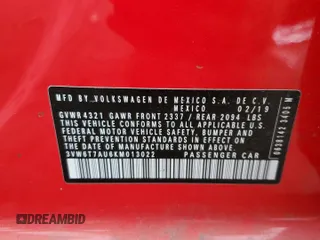 MFD. BY VOLKSWAGEN DE MEXICO S.A. DE C.V.
IN MEXICO 02/19
GVWR 4321 GAWR FRONT 2337 / REAR 2094 LBS
THIS VEHICLE CONFORMS TO ALL APPLICABLE
FEDERAL MOTOR VEHICLE SAFETY, BUMPER AND
THEFT PREVENTION STANDARDS IN EFFECT
ON THE DATE OF MANUFACTURE SHOWN ABOVE.
3VW6T7AU6KM013022 PASSENGER CAR
DREAMBID